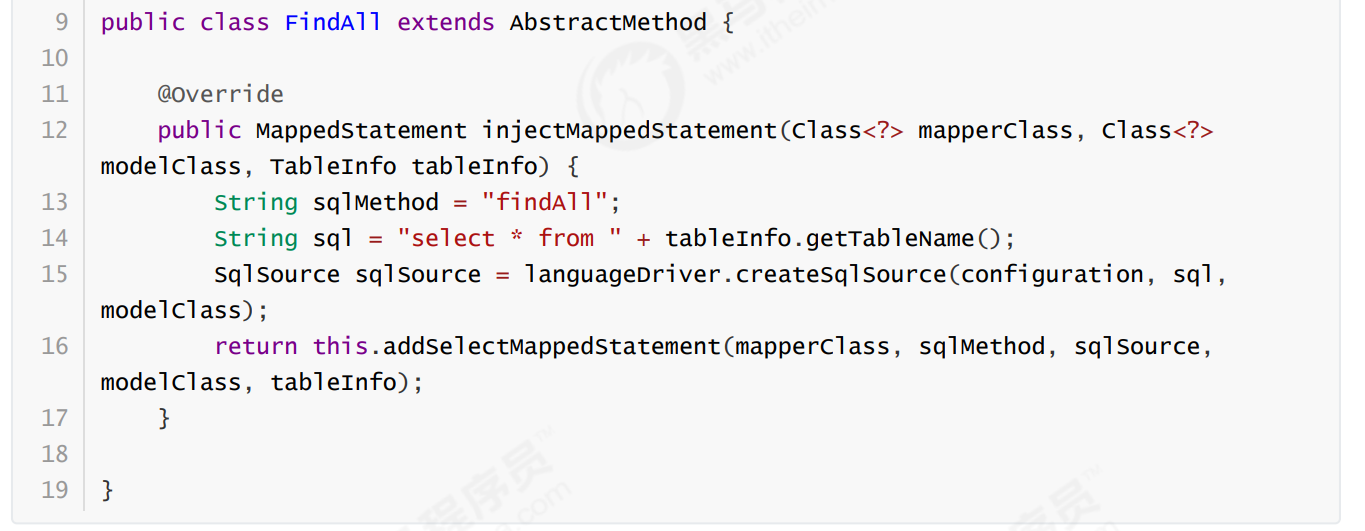 9 public class FindAll extends AbstractMethod {
10
11 @Override
12 public MappedStatement injectMappedStatement(Class<?> mapperClass, Class<?>
modelClass, TableInfo tableInfo) {
13 String sqlMethod = "findAll";
14 String sql = "select * from " + tableInfo.getTableName();
15 SqlSource sqlSource = languageDriver.createSqlSource(configuration, sql,
modelClass);
16 return this.addSelectMappedStatement(mapperClass, sqlMethod, sqlSource,
modelClass, tableInfo);
17 }
18
19 }